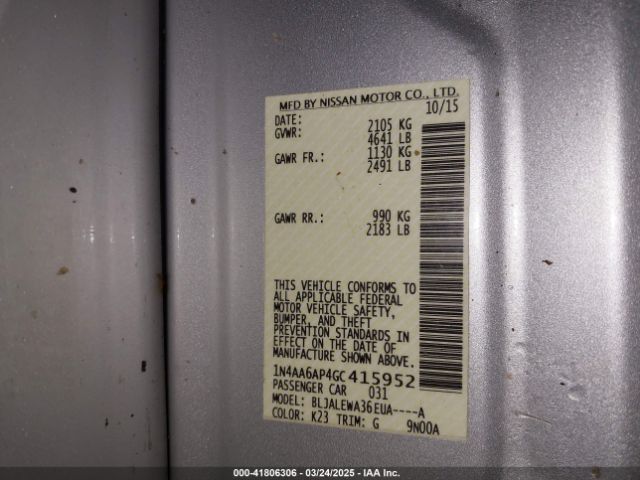 MFD BY NISSAN MOTOR CO., LTD.
DATE: 10/15
GVWR: 2105 KG
4641 LB
GAWR FR.: 1130 KG
2491 LB
GAWR RR.: 990 KG
2183 LB
THIS VEHICLE CONFORMS TO
ALL APPLICABLE FEDERAL
MOTOR VEHICLE SAFETY,
BUMPER, AND THEFT
PREVENTION STANDARDS IN
EFFECT ON THE DATE OF
MANUFACTURE SHOWN ABOVE.
1N4AA6AP4GC415952
PASSENGER CAR 031
MODEL: BLJALEWA36EUA----A
COLOR: K23 TRIM: G 9N00A
000-41806306 - 03/24/2025 - IAA Inc.